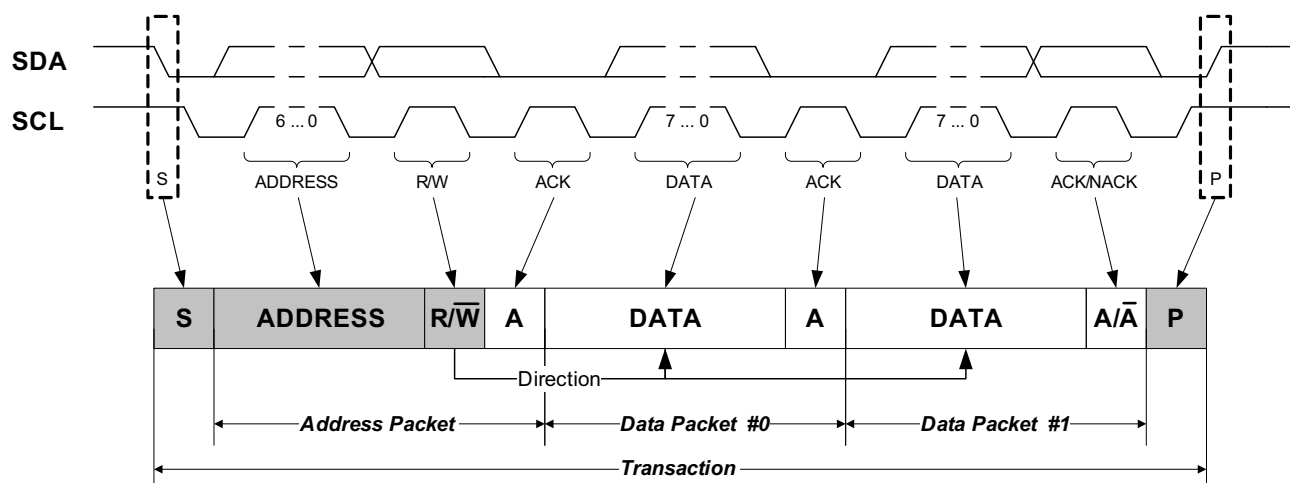 SDA
SCL
6 ... 0
7 ... 0
7 ... 0
S
ADDRESS
R/W
ACK
DATA
ACK
DATA
ACK/NACK
P
S
ADDRESS
R/W̅
A
DATA
A
DATA
A/A̅
P
Direction
Address Packet
Data Packet #0
Data Packet #1
Transaction